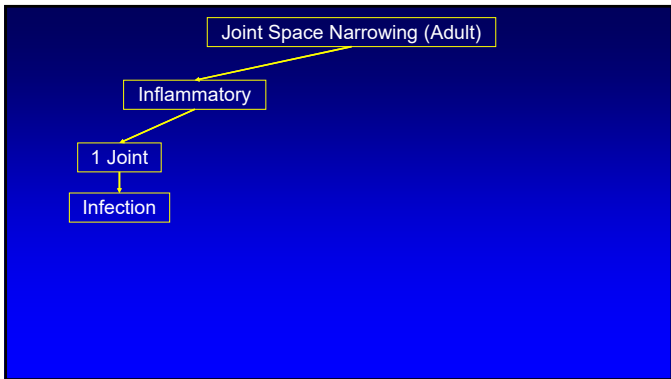 Joint Space Narrowing (Adult)
Inflammatory
1 Joint
Infection